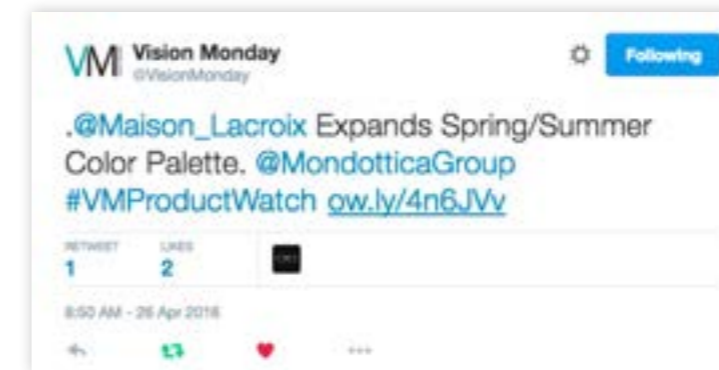 VM Vision Monday
@VisionMonday
Following
.@Maison_Lacroix Expands Spring/Summer
Color Palette. @MondotticaGroup
#VMProductWatch ow.ly/4n6JVv
RETWEET LIKES
1 2
8:50 AM - 26 Apr 2016